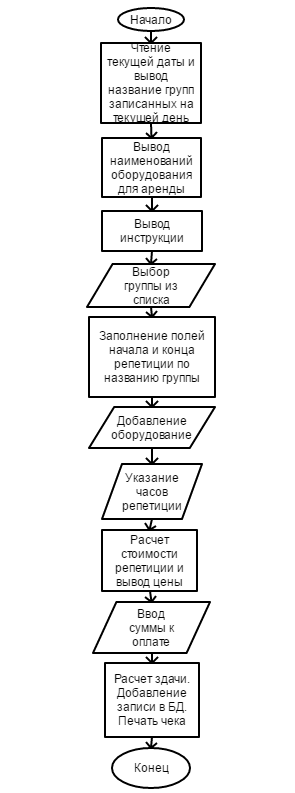 Начало
Чтение
текущей даты и
вывод
название групп
записанных на
текущей день
Вывод
наименований
оборудования
для аренды
Вывод
инструкции
Выбор
группы из
списка
Заполнение полей
начала и конца
репетиции по
названию группы
Добавление
оборудование
Указание
часов
репетиции
Расчет
стоимости
репетиции и
вывод цены
Ввод
суммы к
оплате
Расчет здачи.
Добавление
записи в БД.
Печать чека
Конец